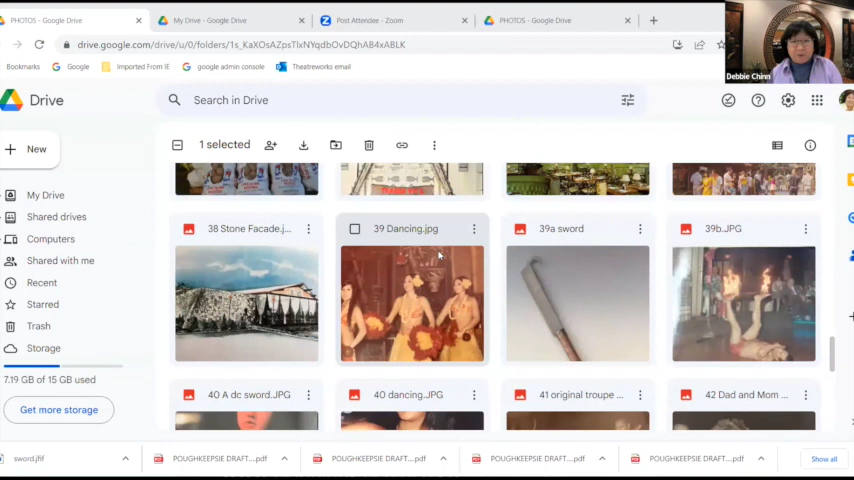 PHOTOS - Google Drive
My Drive - Google Drive
Post Attendee - Zoom
PHOTOS - Google Drive
drive.google.com/drive/u/0/folders/1s_KaXOsAZpsTlxNYqdbOvDQhAB4xABLK
Bookmarks
Google
Imported From IE
google admin console
Theatreworks email
Debbie Chinn
Drive
Search in Drive
New
1 selected
My Drive
Shared drives
Computers
Shared with me
Recent
Starred
Trash
Storage
7.19 GB of 15 GB used
Get more storage
38 Stone Facade.j...
39 Dancing.jpg
39a sword
39b.JPG
40 A dc sword.JPG
40 dancing.JPG
41 original troupe ...
42 Dad and Mom ...
sword.jfif
POUGHKEEPSIE DRAFT....pdf
POUGHKEEPSIE DRAFT....pdf
POUGHKEEPSIE DRAFT....pdf
POUGHKEEPSIE DRAFT....pdf
Show all